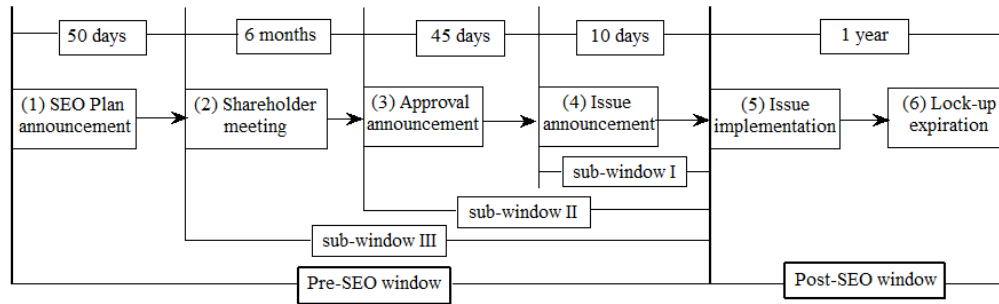 50 days
6 months
45 days
10 days
1 year
(1) SEO Plan
announcement
(2) Shareholder
meeting
(3) Approval
announcement
(4) Issue
announcement
(5) Issue
implementation
(6) Lock-up
expiration
sub-window I
sub-window II
sub-window III
Pre-SEO window
Post-SEO window